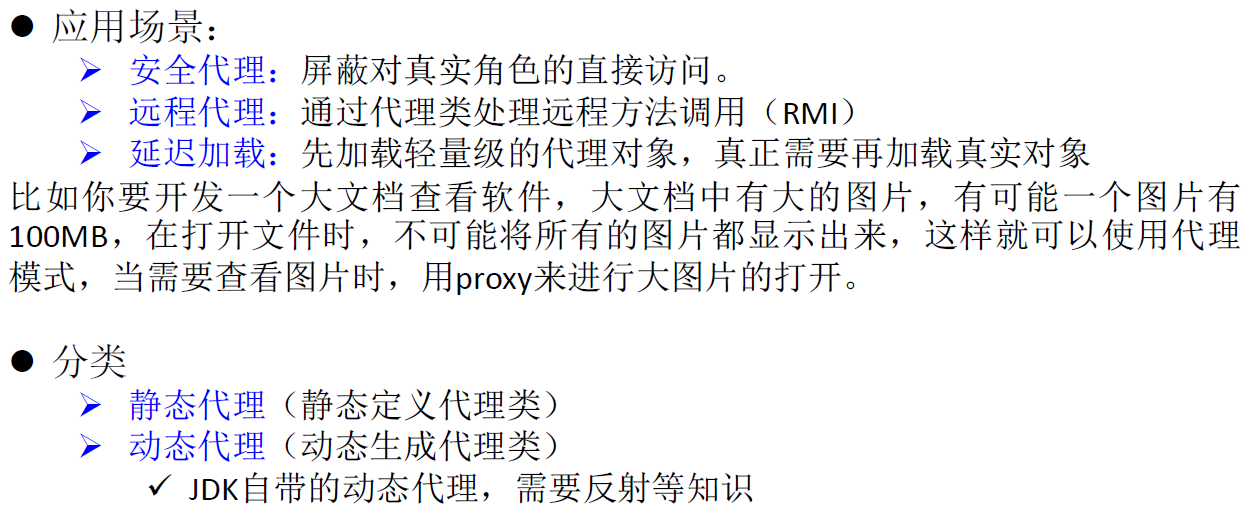 ● 应用场景：
➢ 安全代理：屏蔽对真实角色的直接访问。
➢ 远程代理：通过代理类处理远程方法调用（RMI）
➢ 延迟加载：先加载轻量级的代理对象，真正需要再加载真实对象
比如你要开发一个大文档查看软件，大文档中有大的图片，有可能一个图片有
100MB，在打开文件时，不可能将所有的图片都显示出来，这样就可以使用代理
模式，当需要查看图片时，用proxy来进行大图片的打开。
● 分类
➢ 静态代理（静态定义代理类）
➢ 动态代理（动态生成代理类）
✓ JDK自带的动态代理，需要反射等知识